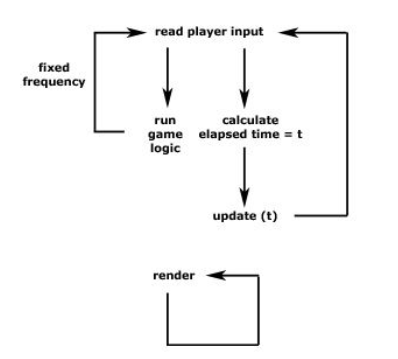 read player input
fixed
frequency
run
game
logic
calculate
elapsed time = t
update (t)
render